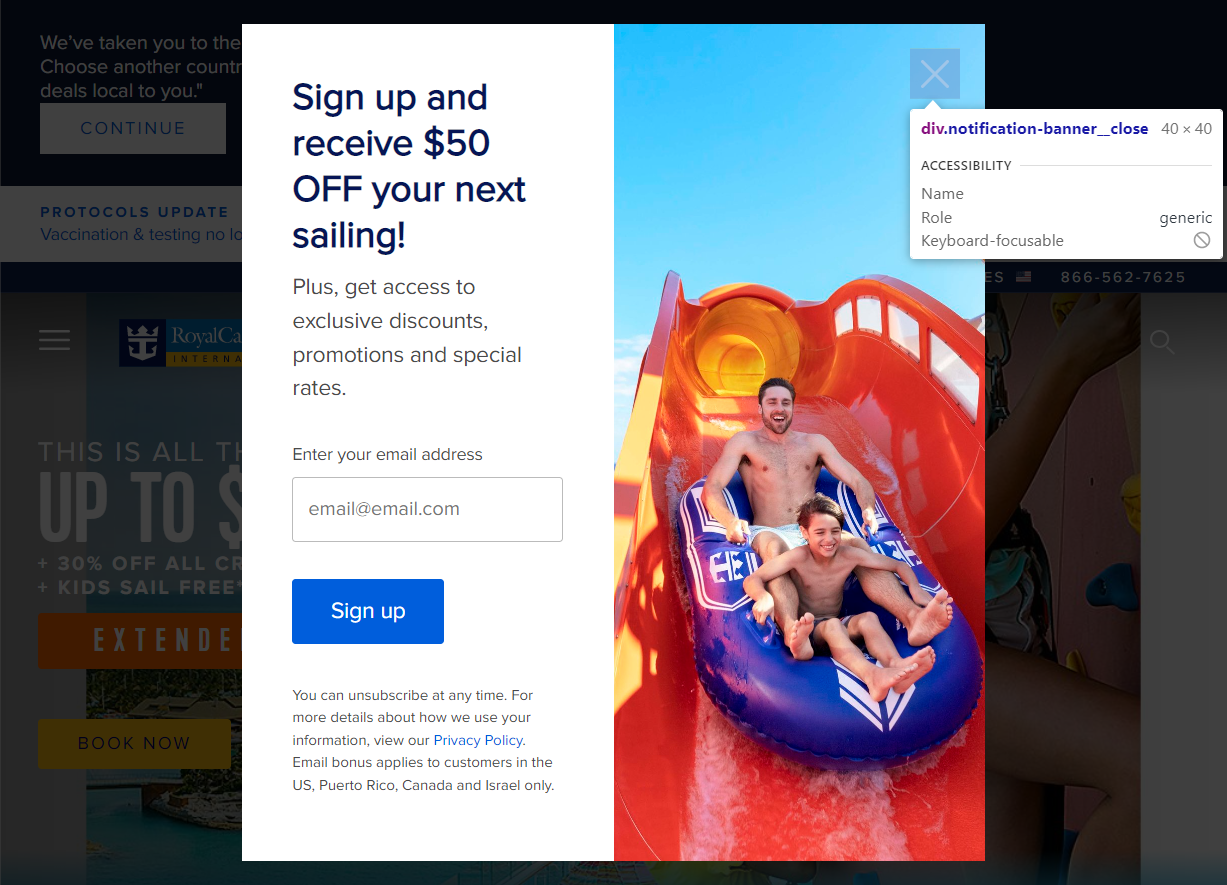 We've taken you to the
Choose another countr
deals local to you."
CONTINUE
PROTOCOLS UPDATE
Vaccination & testing no lo
ES
866-562-7625
RoyalCa
INTERNA
THIS IS ALL TH
UP TO $
+ 30% OFF ALL CR
+ KIDS SAIL FREE*
EXTENDE
BOOK NOW
Sign up and
receive $50
OFF your next
sailing!
Plus, get access to
exclusive discounts,
promotions and special
rates.
Enter your email address
email@email.com
Sign up
You can unsubscribe at any time. For
more details about how we use your
information, view our Privacy Policy.
Email bonus applies to customers in the
US, Puerto Rico, Canada and Israel only.
div.notification-banner__close 40 × 40
ACCESSIBILITY
Name
Role generic
Keyboard-focusable